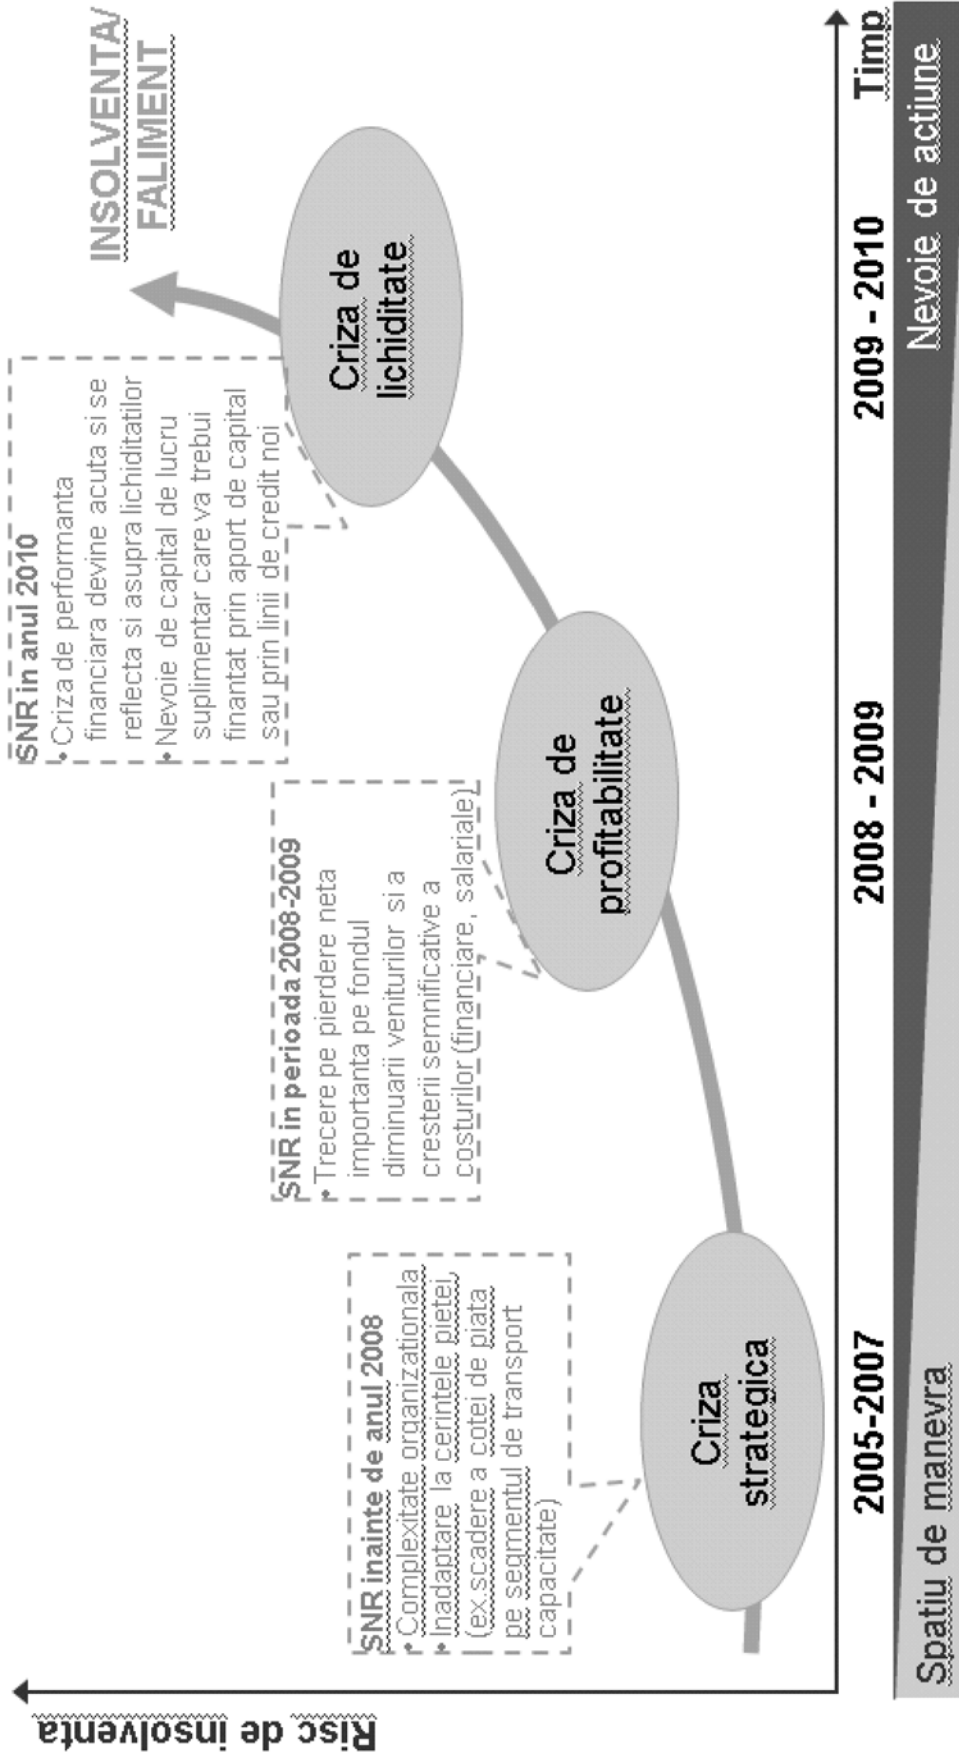 Risc de insolventa
INSOLVENTA/
FALIMENT
SNR in anul 2010
• Criza de performanta
financiara devine acuta si se
reflecta si asupra lichiditatilor
• Nevoie de capital de lucru
suplimentar care va trebui
finantat prin aport de capital
sau prin linii de credit noi
Criza de
lichiditate
SNR in perioada 2008-2009
• Trecere pe pierdere neta
importanta pe fondul
diminuarii veniturilor si a
cresterii semnificative a
costurilor (financiare, salariale)
Criza de
profitabilitate
SNR inainte de anul 2008
• Complexitate organizationala
• Inadaptare la cerintele pietei,
(ex.scadere a cotei de piata
pe segmentul de transport
capacitate)
Criza
strategica
2005-2007
2008 - 2009
2009 - 2010
Timp
Spatiu de manevra
Nevoie de actiune